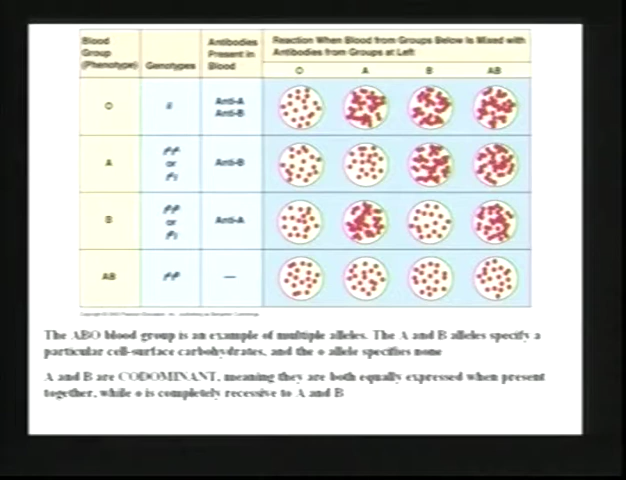 Blood Group (Phenotype)
Genotypes
Antibodies Present in Blood
Reaction When Blood from Groups Below Is Mixed with
Antibodies from Groups at Left
O A B AB
O ii Anti-A
Anti-B
A
or
Anti-B
B
or
Anti-A
AB —
The ABO blood group is an example of multiple alleles. The A and B alleles specify a
particular cell-surface carbohydrates, and the o allele specifies none
A and B are CODOMINANT, meaning they are both equally expressed when present
together, while o is completely recessive to A and B